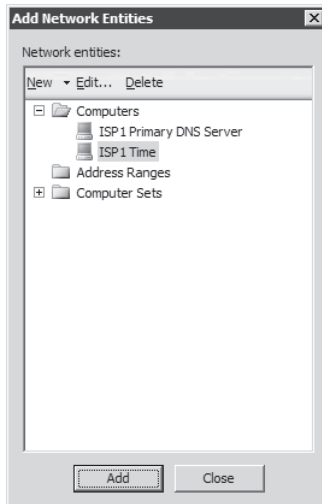 Add Network Entities
Network entities:
New Edit... Delete
Computers
ISP1 Primary DNS Server
ISP1 Time
Address Ranges
Computer Sets
Add Close